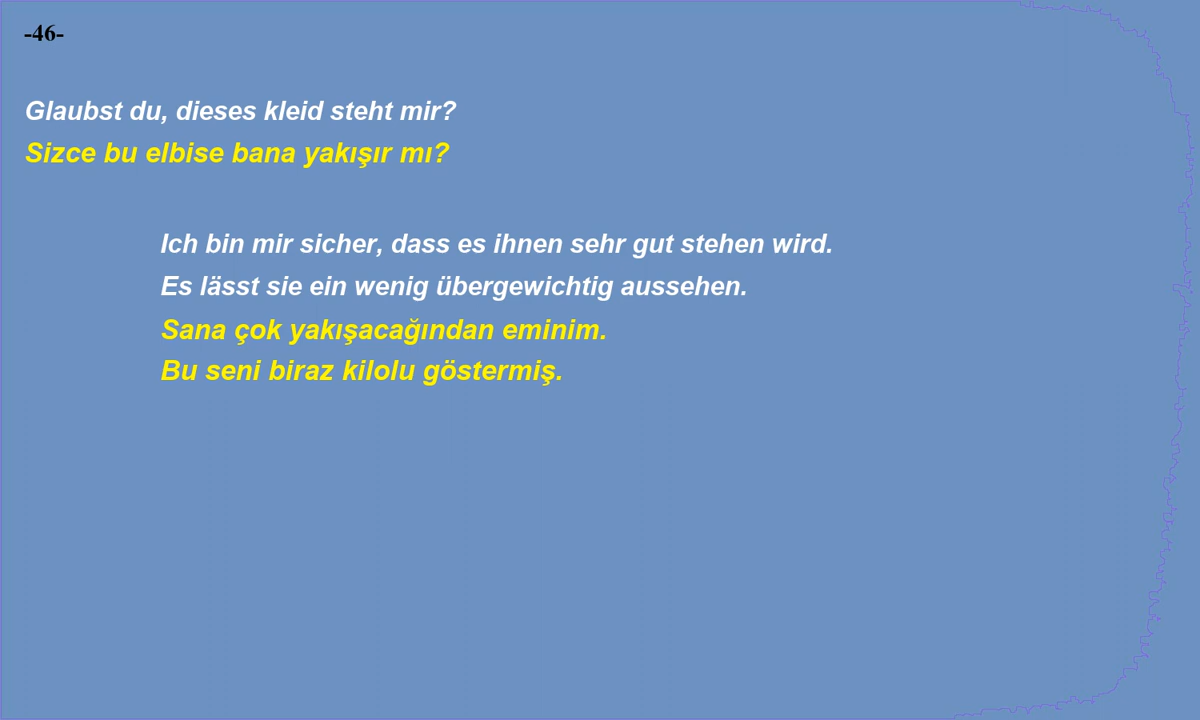 -46-
Glaubst du, dieses kleid steht mir?
Sizce bu elbise bana yakışır mı?
Ich bin mir sicher, dass es ihnen sehr gut stehen wird.
Es lässt sie ein wenig übergewichtig aussehen.
Sana çok yakışacağından eminim.
Bu seni biraz kilolu göstermiş.